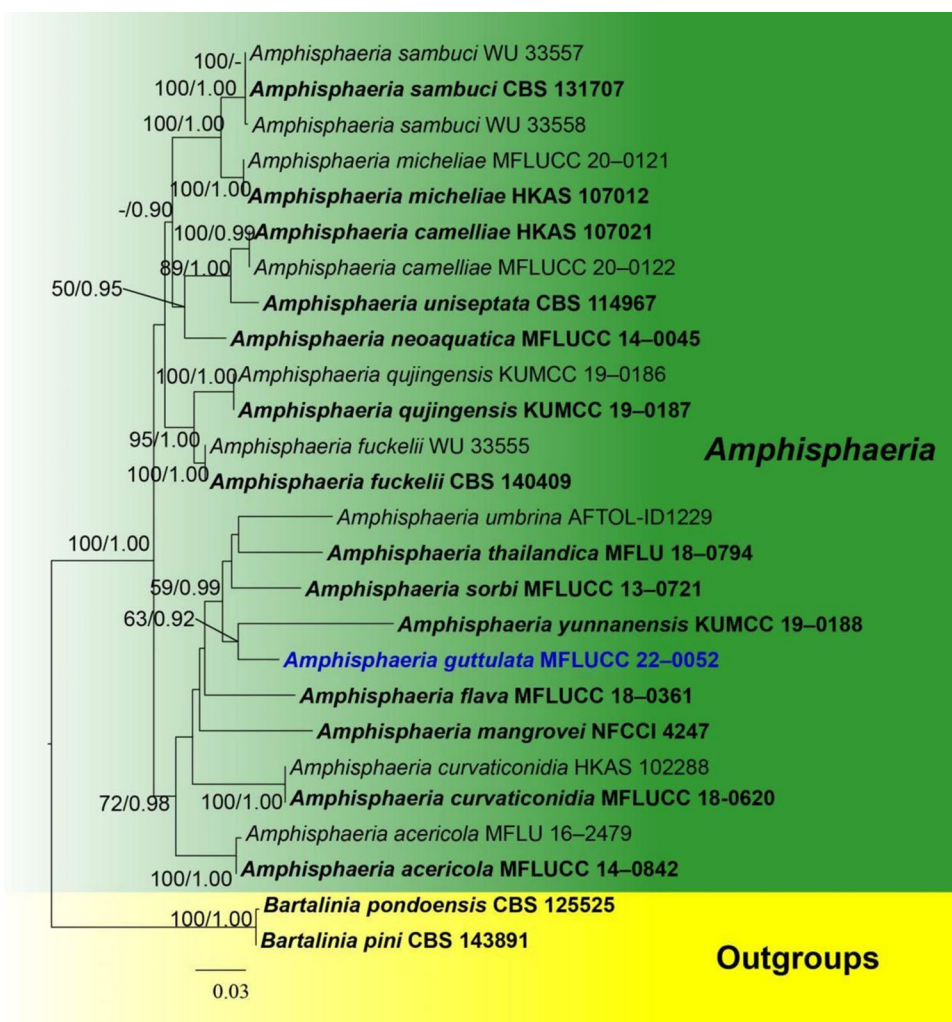 100/-
Amphisphaeria sambuci WU 33557
100/1.00
Amphisphaeria sambuci CBS 131707
100/1.00
Amphisphaeria sambuci WU 33558
Amphisphaeria micheliae MFLUCC 20–0121
100/1.00
Amphisphaeria micheliae HKAS 107012
-/0.90
100/0.99
Amphisphaeria camelliae HKAS 107021
89/1.00
Amphisphaeria camelliae MFLUCC 20–0122
50/0.95
Amphisphaeria uniseptata CBS 114967
Amphisphaeria neoaquatica MFLUCC 14–0045
100/1.00
Amphisphaeria qujingensis KUMCC 19–0186
Amphisphaeria qujingensis KUMCC 19–0187
95/1.00
Amphisphaeria fuckelii WU 33555
Amphisphaeria
100/1.00
Amphisphaeria fuckelii CBS 140409
Amphisphaeria umbrina AFTOL-ID1229
100/1.00
Amphisphaeria thailandica MFLU 18–0794
59/0.99
Amphisphaeria sorbi MFLUCC 13–0721
63/0.92
Amphisphaeria yunnanensis KUMCC 19–0188
Amphisphaeria guttulata MFLUCC 22–0052
Amphisphaeria flava MFLUCC 18–0361
Amphisphaeria mangrovei NFCCI 4247
Amphisphaeria curvaticonidia HKAS 102288
72/0.98
100/1.00
Amphisphaeria curvaticonidia MFLUCC 18-0620
Amphisphaeria acericola MFLU 16–2479
100/1.00
Amphisphaeria acericola MFLUCC 14–0842
Bartalinia pondoensis CBS 125525
100/1.00
Bartalinia pini CBS 143891
Outgroups
0.03